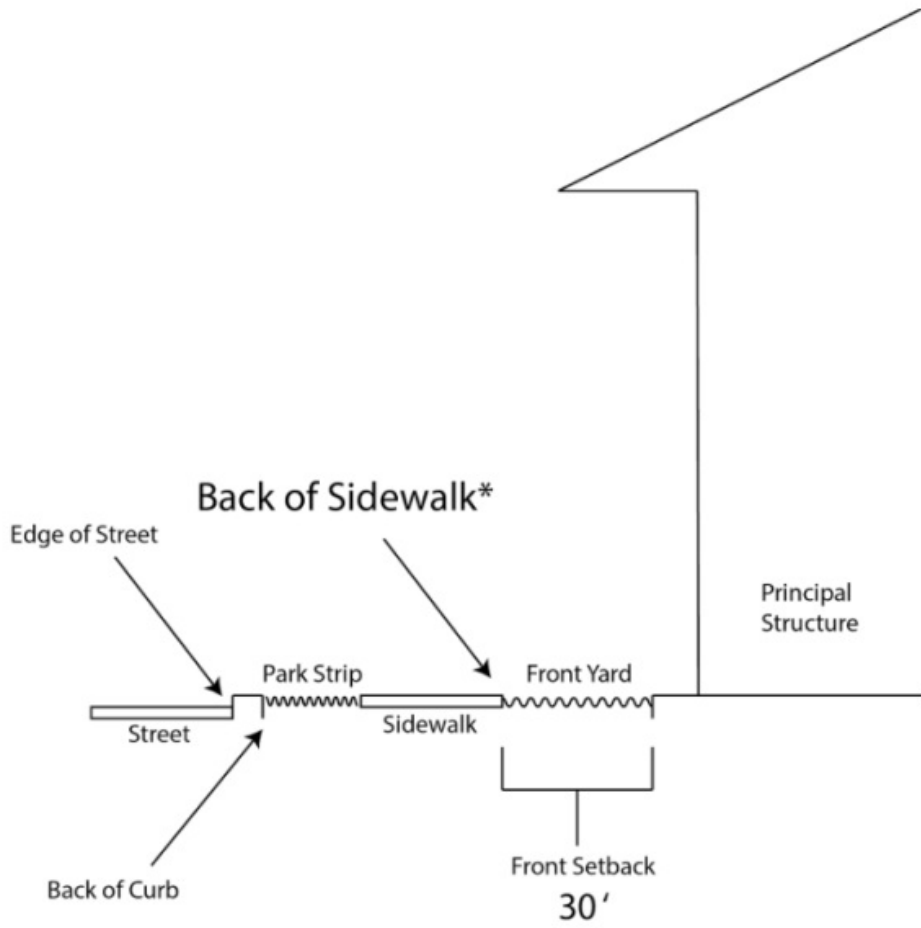 Back of Sidewalk*
Edge of Street
Principal
Structure
Park Strip
Front Yard
Street
Sidewalk
Back of Curb
Front Setback
30'